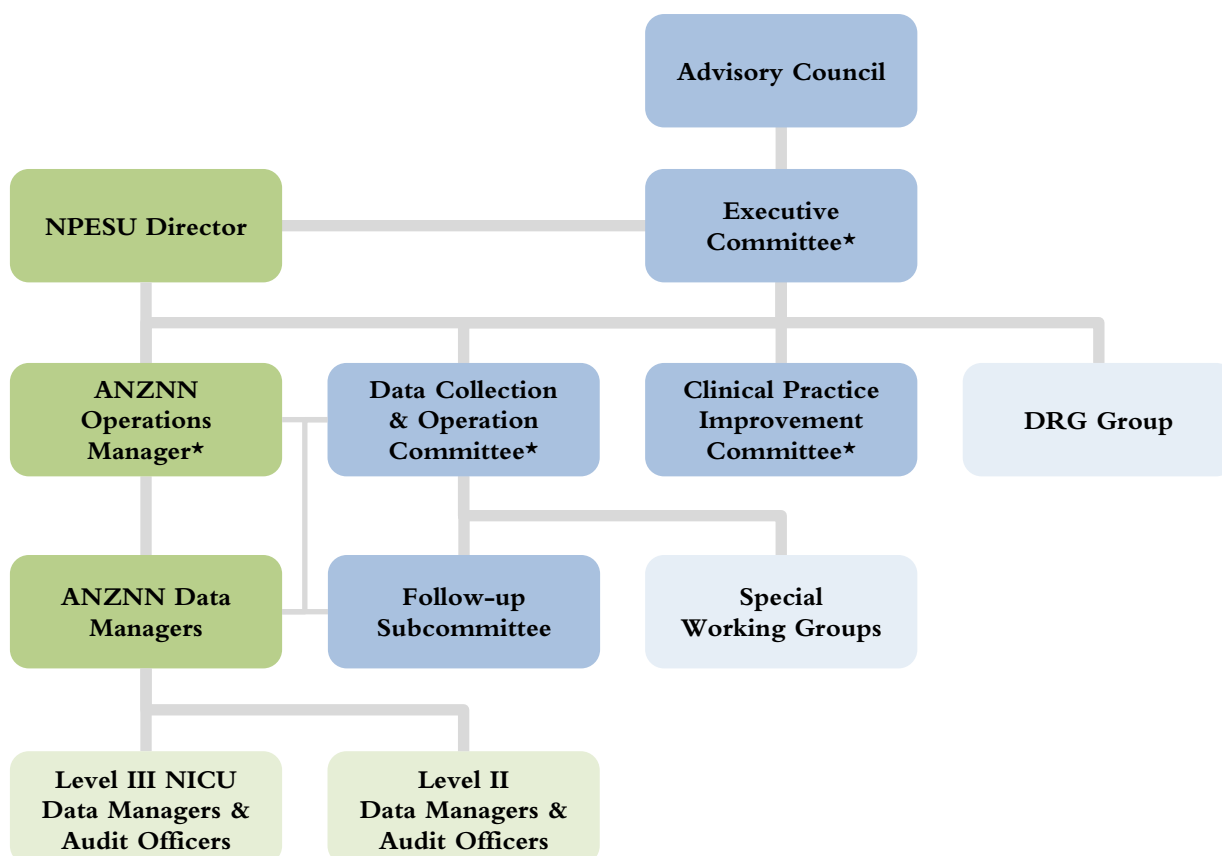 Advisory Council
NPESU Director
Executive
Committee★
ANZNN
Operations
Manager★
Data Collection
& Operation
Committee★
Clinical Practice
Improvement
Committee★
DRG Group
ANZNN Data
Managers
Follow-up
Subcommittee
Special
Working Groups
Level III NICU
Data Managers &
Audit Officers
Level II
Data Managers &
Audit Officers